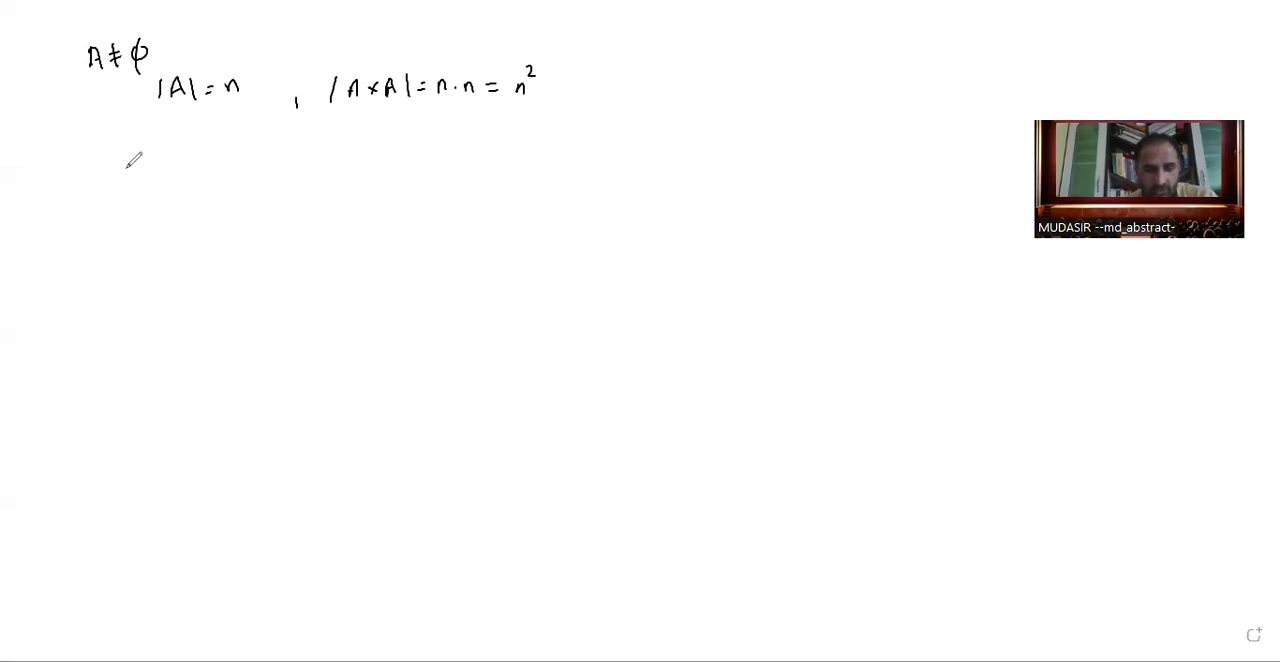 A ≠ ϕ
|A| = n , |A × A| = n · n = n²
MUDASIR --md_abstract-